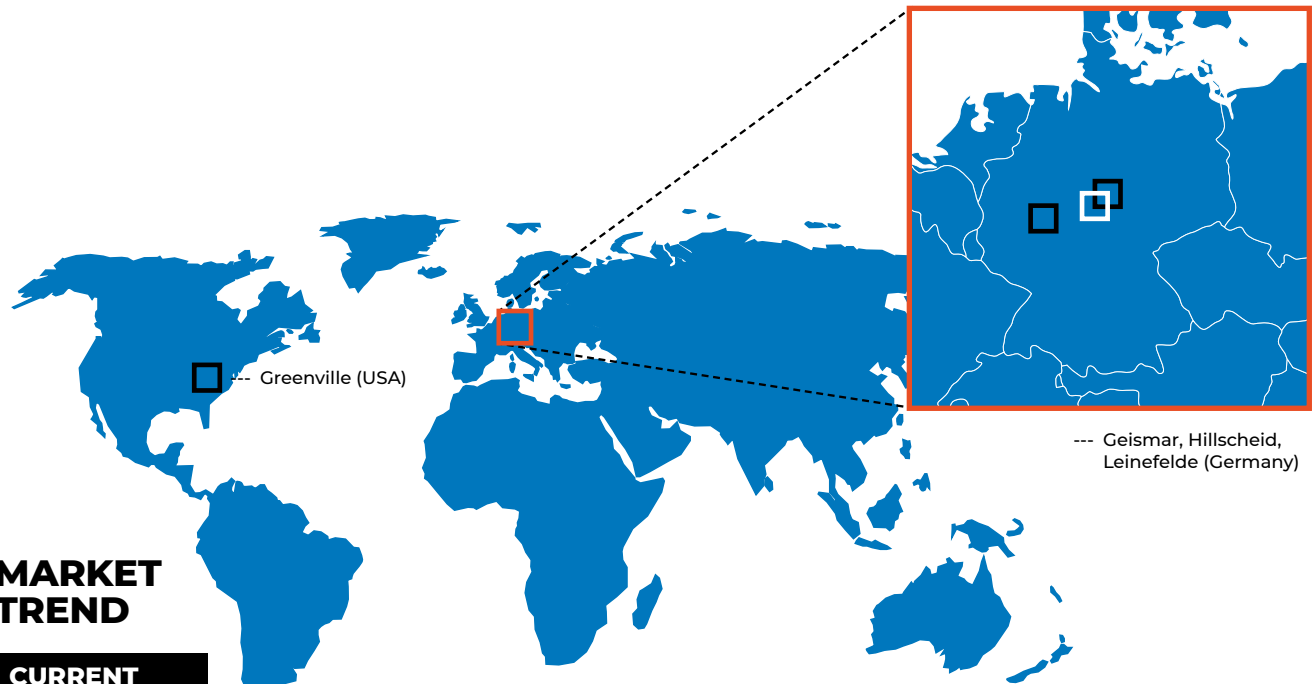 --- Greenville (USA)
--- Geismar, Hillscheid,
Leinefelde (Germany)
MARKET
TREND
CURRENT